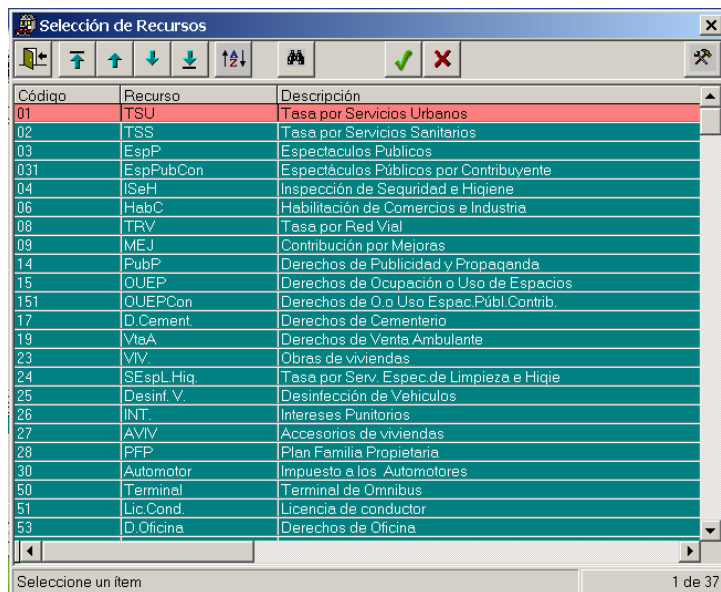 Selección de Recursos
Código Recurso Descripción
01 TSU Tasa por Servicios Urbanos
02 TSS Tasa por Servicios Sanitarios
03 EspP Espectaculos Publicos
031 EspPubCon Espectáculos Públicos por Contribuyente
04 ISeH Inspección de Seguridad e Higiene
06 HabC Habilitación de Comercios e Industria
08 TRV Tasa por Red Vial
09 MEJ Contribución por Mejoras
14 PubP Derechos de Publicidad y Propaganda
15 OUEP Derechos de Ocupación o Uso de Espacios
151 OUEPCon Derechos de O.o Uso Espac.Públ.Contrib.
17 D.Cement. Derechos de Cementerio
19 VtaA Derechos de Venta Ambulante
23 VIV. Obras de viviendas
24 SEspL.Hig. Tasa por Serv. Espec.de Limpieza e Higie
25 Desinf. V. Desinfección de Vehiculos
26 INT. Intereses Punitorios
27 AVIV Accesorios de viviendas
28 PFP Plan Familia Propietaria
30 Automotor Impuesto a los Automotores
50 Terminal Terminal de Omnibus
51 Lic.Cond. Licencia de conductor
53 D.Oficina Derechos de Oficina
Seleccione un ítem 1 de 37